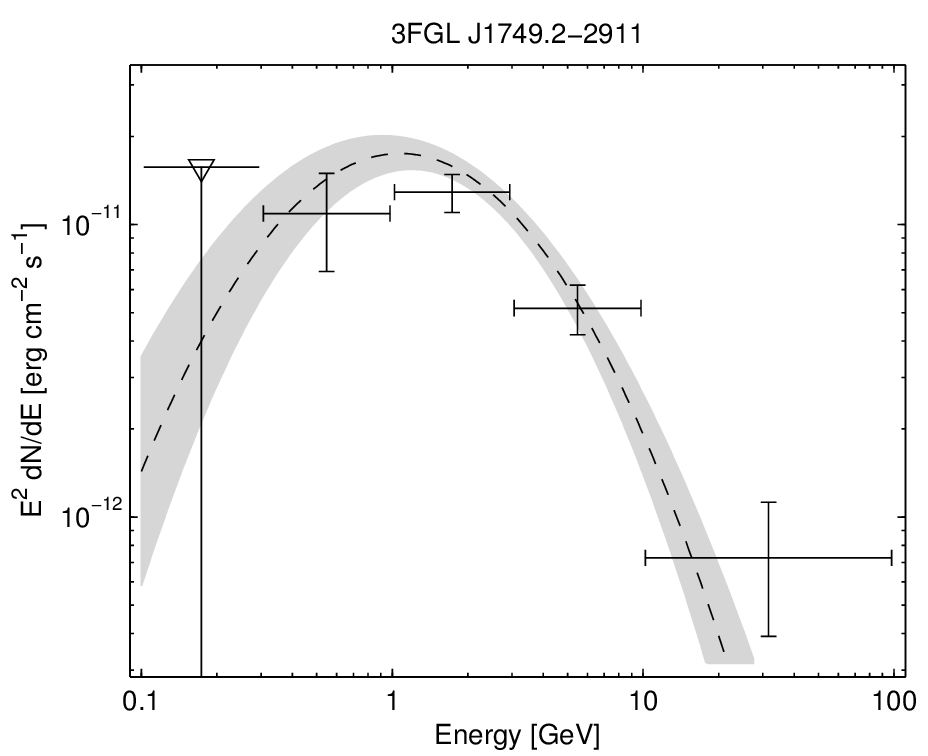 3FGL J1749.2−2911
E² dN/dE [erg cm⁻² s⁻¹]
10⁻¹¹
10⁻¹²
0.1 1 10 100
Energy [GeV]